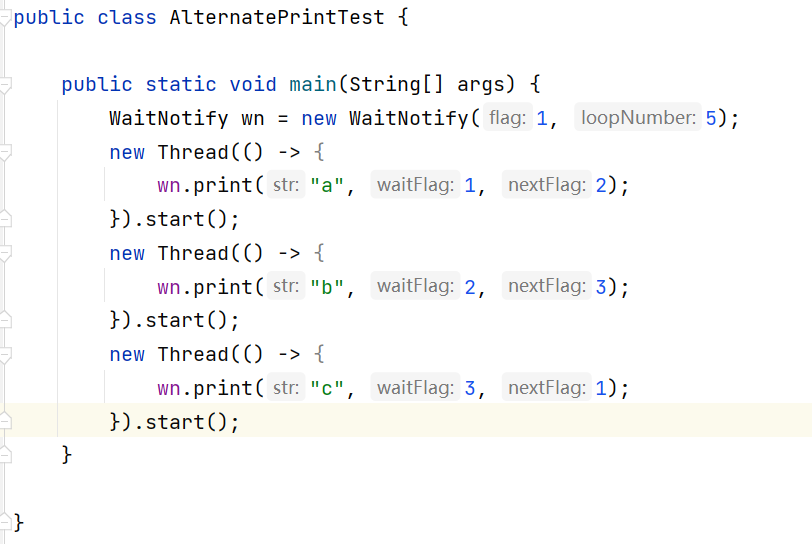 public class AlternatePrintTest {
public static void main(String[] args) {
WaitNotify wn = new WaitNotify( flag: 1, loopNumber: 5);
new Thread(() -> {
wn.print( str: "a", waitFlag: 1, nextFlag: 2);
}).start();
new Thread(() -> {
wn.print( str: "b", waitFlag: 2, nextFlag: 3);
}).start();
new Thread(() -> {
wn.print( str: "c", waitFlag: 3, nextFlag: 1);
}).start();
}
}